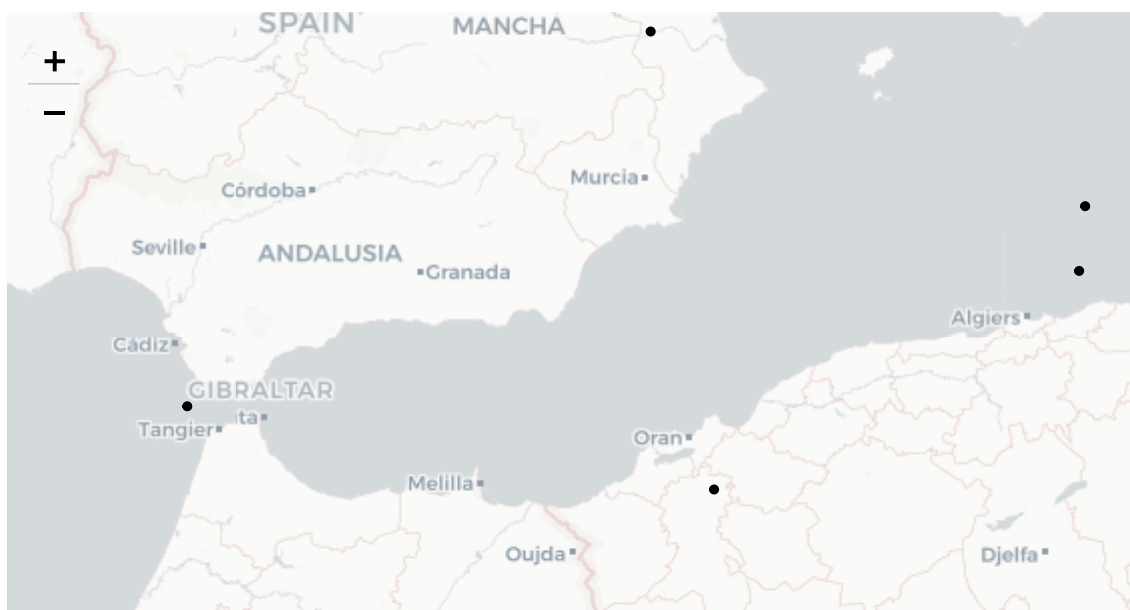 SPAIN
MANCHA
+
−
Murcia
Córdoba
Seville
ANDALUSIA
Granada
Algiers
Cádiz
GIBRALTAR
ta
Tangier
Oran
Melilla
Oujda
Djelfa